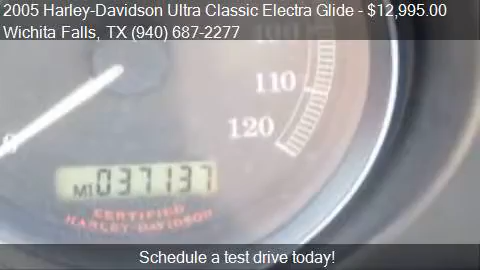 2005 Harley-Davidson Ultra Classic Electra Glide - $12,995.00
Wichita Falls, TX (940) 687-2277
100
110
120
MI 037137
CERTIFIED
HARLEY-DAVIDSON
Schedule a test drive today!